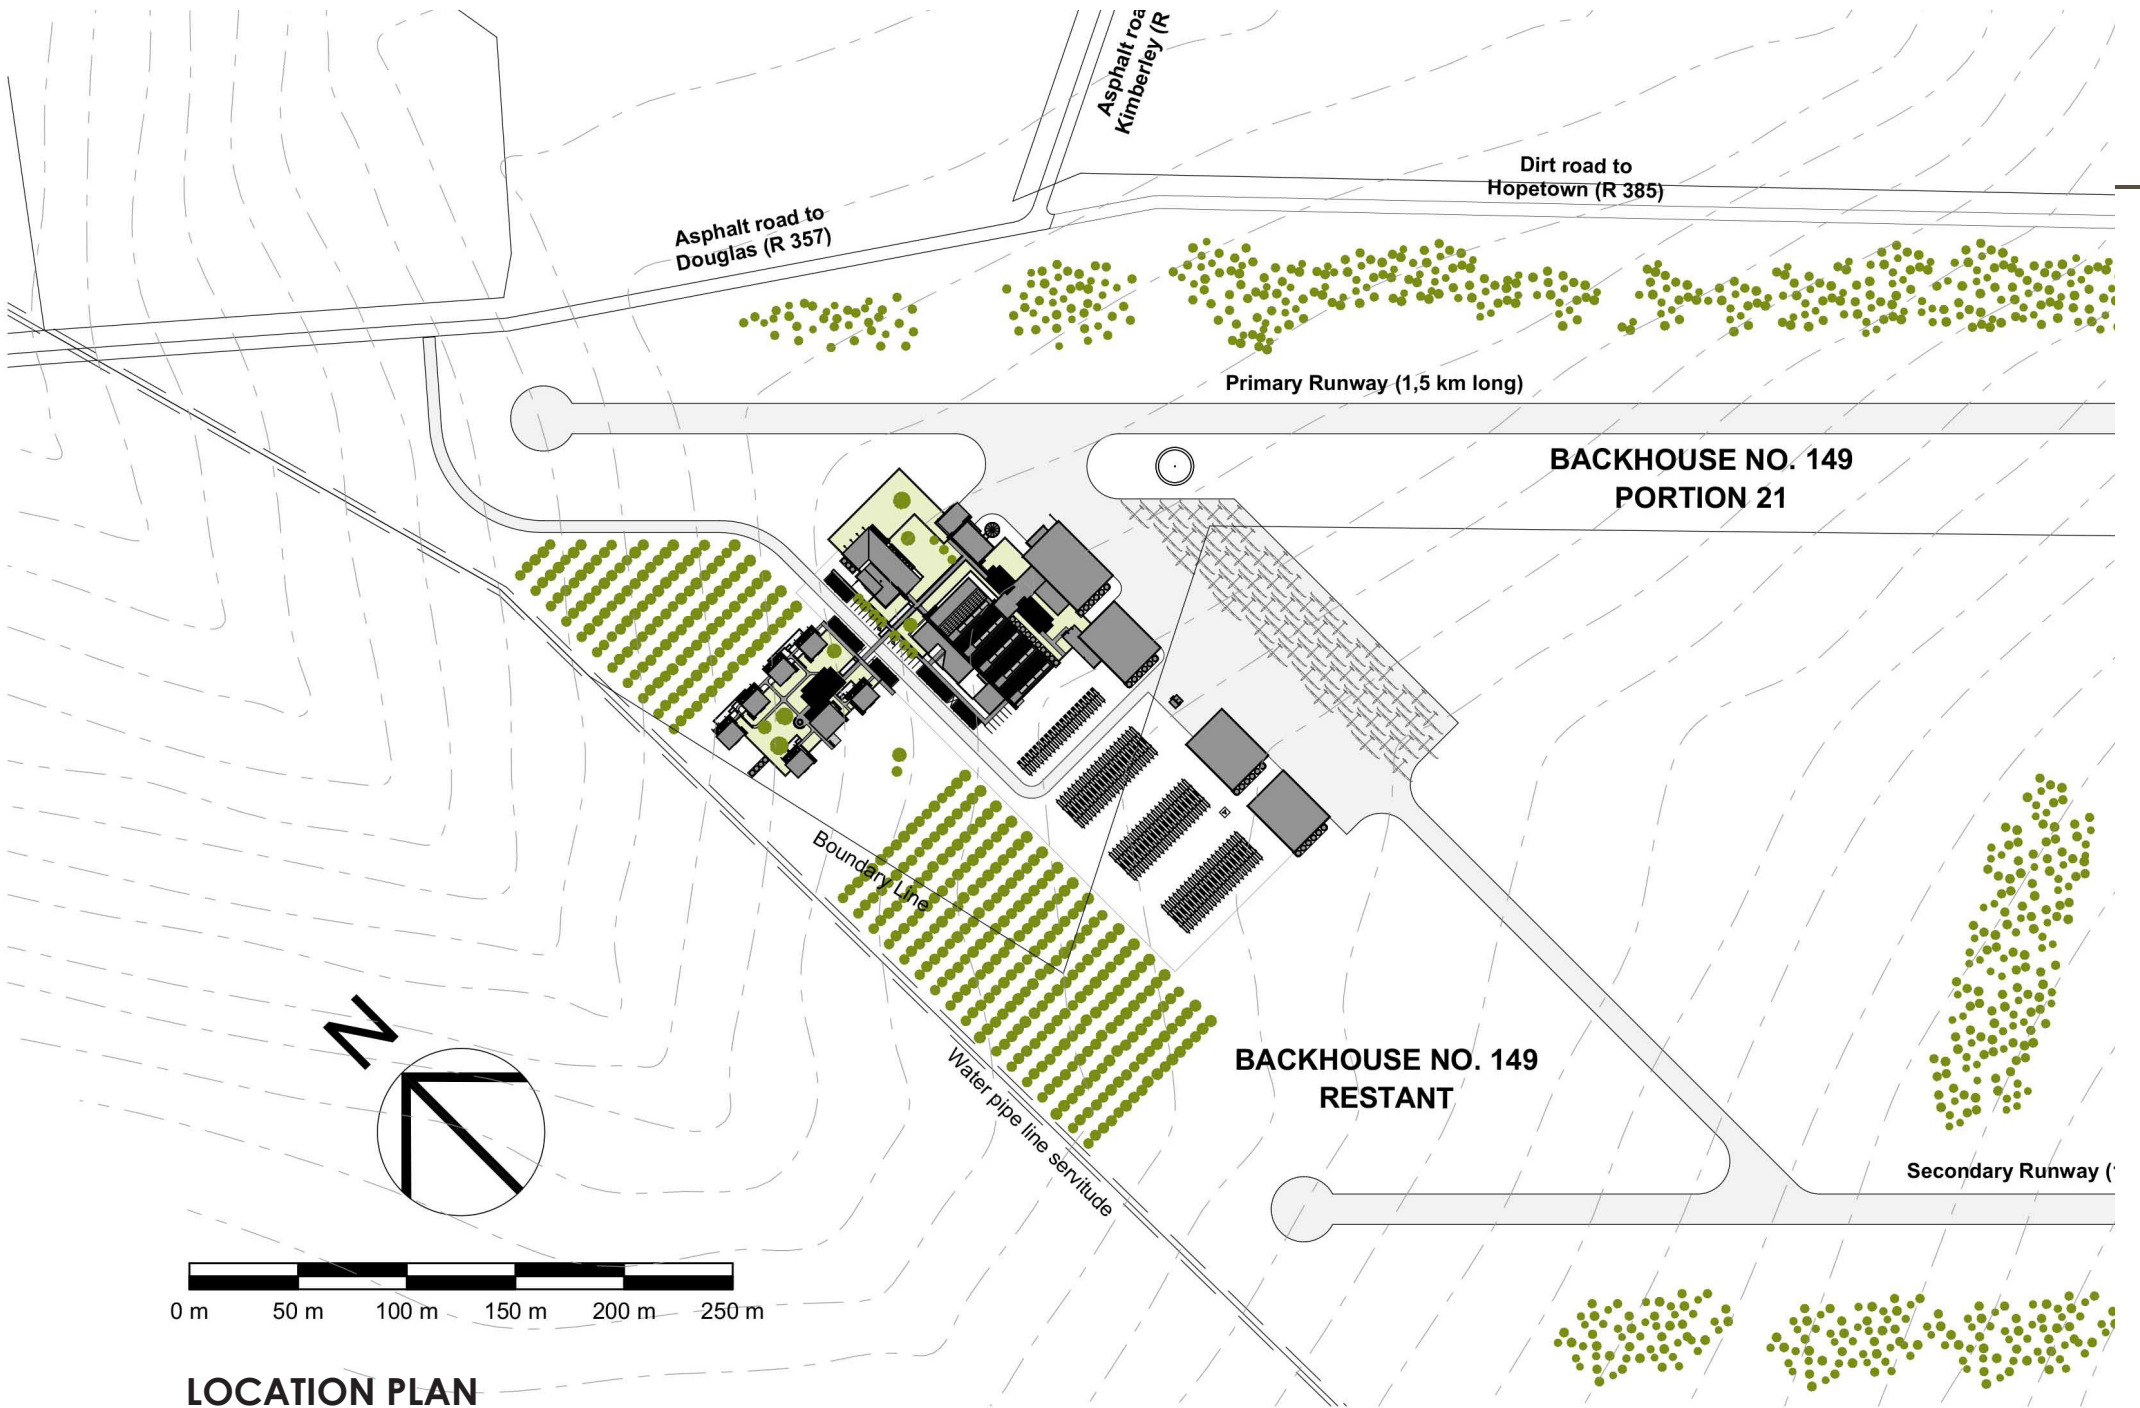 Asphalt roa
Kimberley (R
Dirt road to
Hopetown (R 385)
Asphalt road to
Douglas (R 357)
Primary Runway (1,5 km long)
BACKHOUSE NO. 149
PORTION 21
Boundary Line
N
BACKHOUSE NO. 149
RESTANT
Water pipe line servitude
Secondary Runway (
0 m 50 m 100 m 150 m 200 m 250 m
LOCATION PLAN